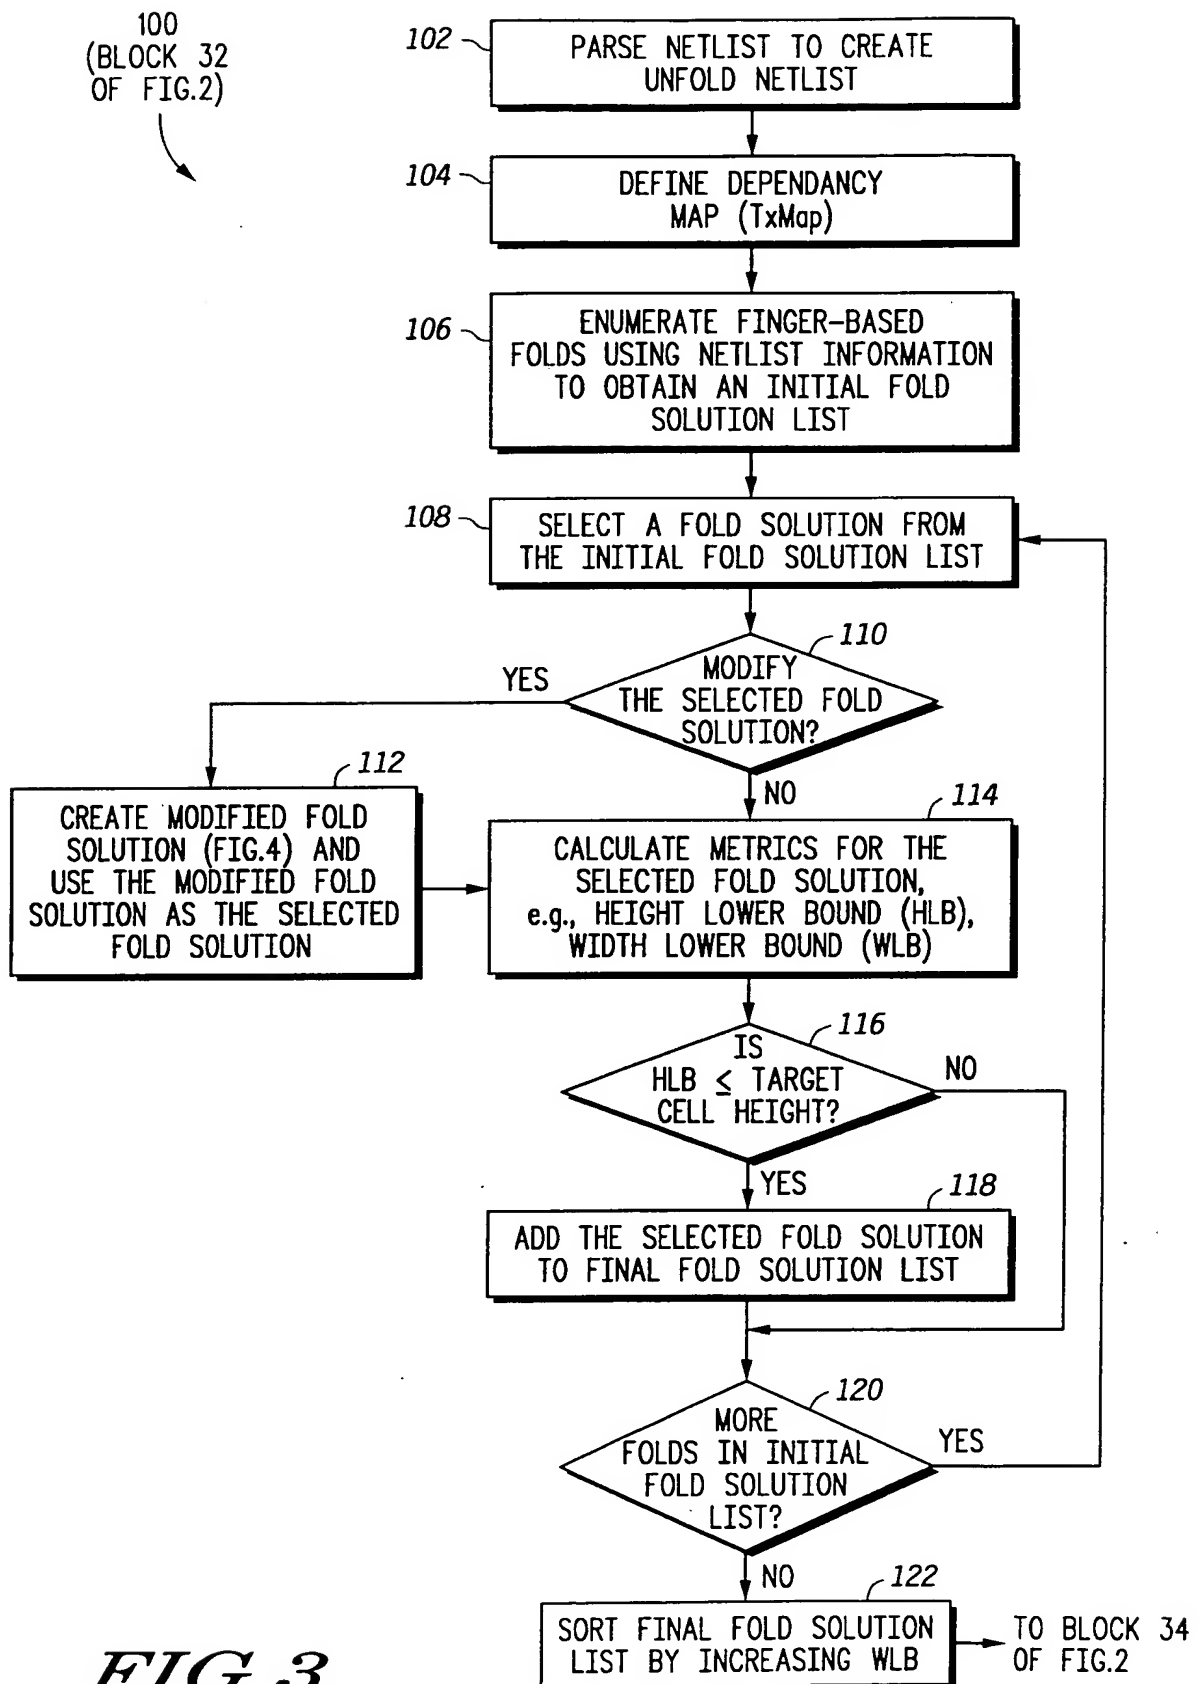 100
(BLOCK 32
OF FIG.2)
102
PARSE NETLIST TO CREATE
UNFOLD NETLIST
104
DEFINE DEPENDANCY
MAP (TxMap)
106
ENUMERATE FINGER-BASED
FOLDS USING NETLIST INFORMATION
TO OBTAIN AN INITIAL FOLD
SOLUTION LIST
108
SELECT A FOLD SOLUTION FROM
THE INITIAL FOLD SOLUTION LIST
110
MODIFY
THE SELECTED FOLD
SOLUTION?
YES
NO
112
CREATE MODIFIED FOLD
SOLUTION (FIG.4) AND
USE THE MODIFIED FOLD
SOLUTION AS THE SELECTED
FOLD SOLUTION
114
CALCULATE METRICS FOR THE
SELECTED FOLD SOLUTION,
e.g., HEIGHT LOWER BOUND (HLB),
WIDTH LOWER BOUND (WLB)
116
IS
HLB ≤ TARGET
CELL HEIGHT?
NO
YES
118
ADD THE SELECTED FOLD SOLUTION
TO FINAL FOLD SOLUTION LIST
120
MORE
FOLDS IN INITIAL
FOLD SOLUTION
LIST?
YES
NO
122
SORT FINAL FOLD SOLUTION
LIST BY INCREASING WLB
TO BLOCK 34
OF FIG.2
FIG.3